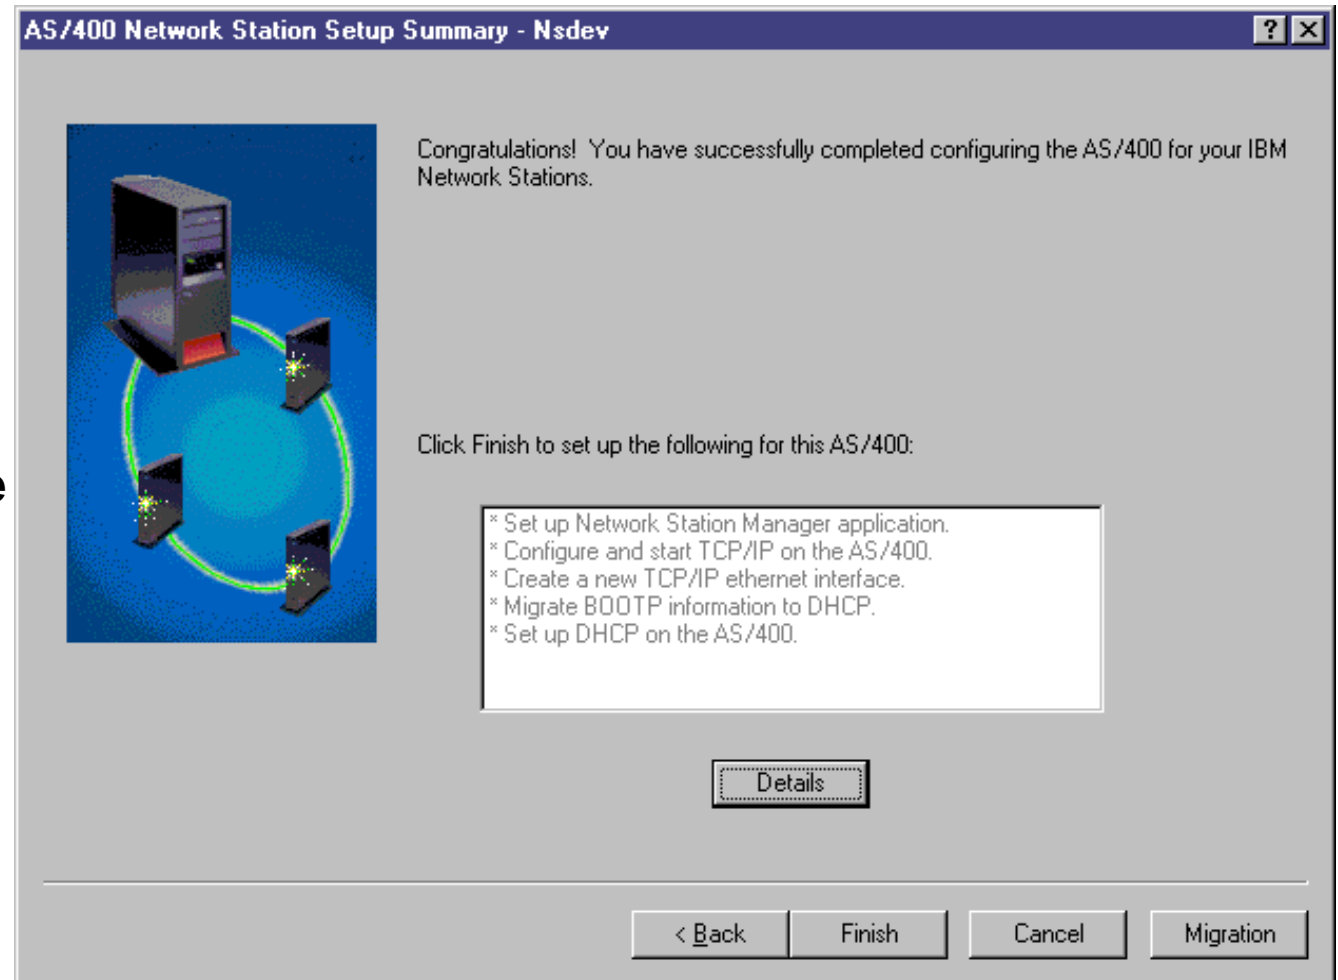 AS/400 Network Station Setup Summary - Nsdev
Congratulations! You have successfully completed configuring the AS/400 for your IBM
Network Stations.
Click Finish to set up the following for this AS/400:
e
* Set up Network Station Manager application.
* Configure and start TCP/IP on the AS/400.
* Create a new TCP/IP ethernet interface.
* Migrate BOOTP information to DHCP.
* Set up DHCP on the AS/400.
Details
< Back Finish Cancel Migration